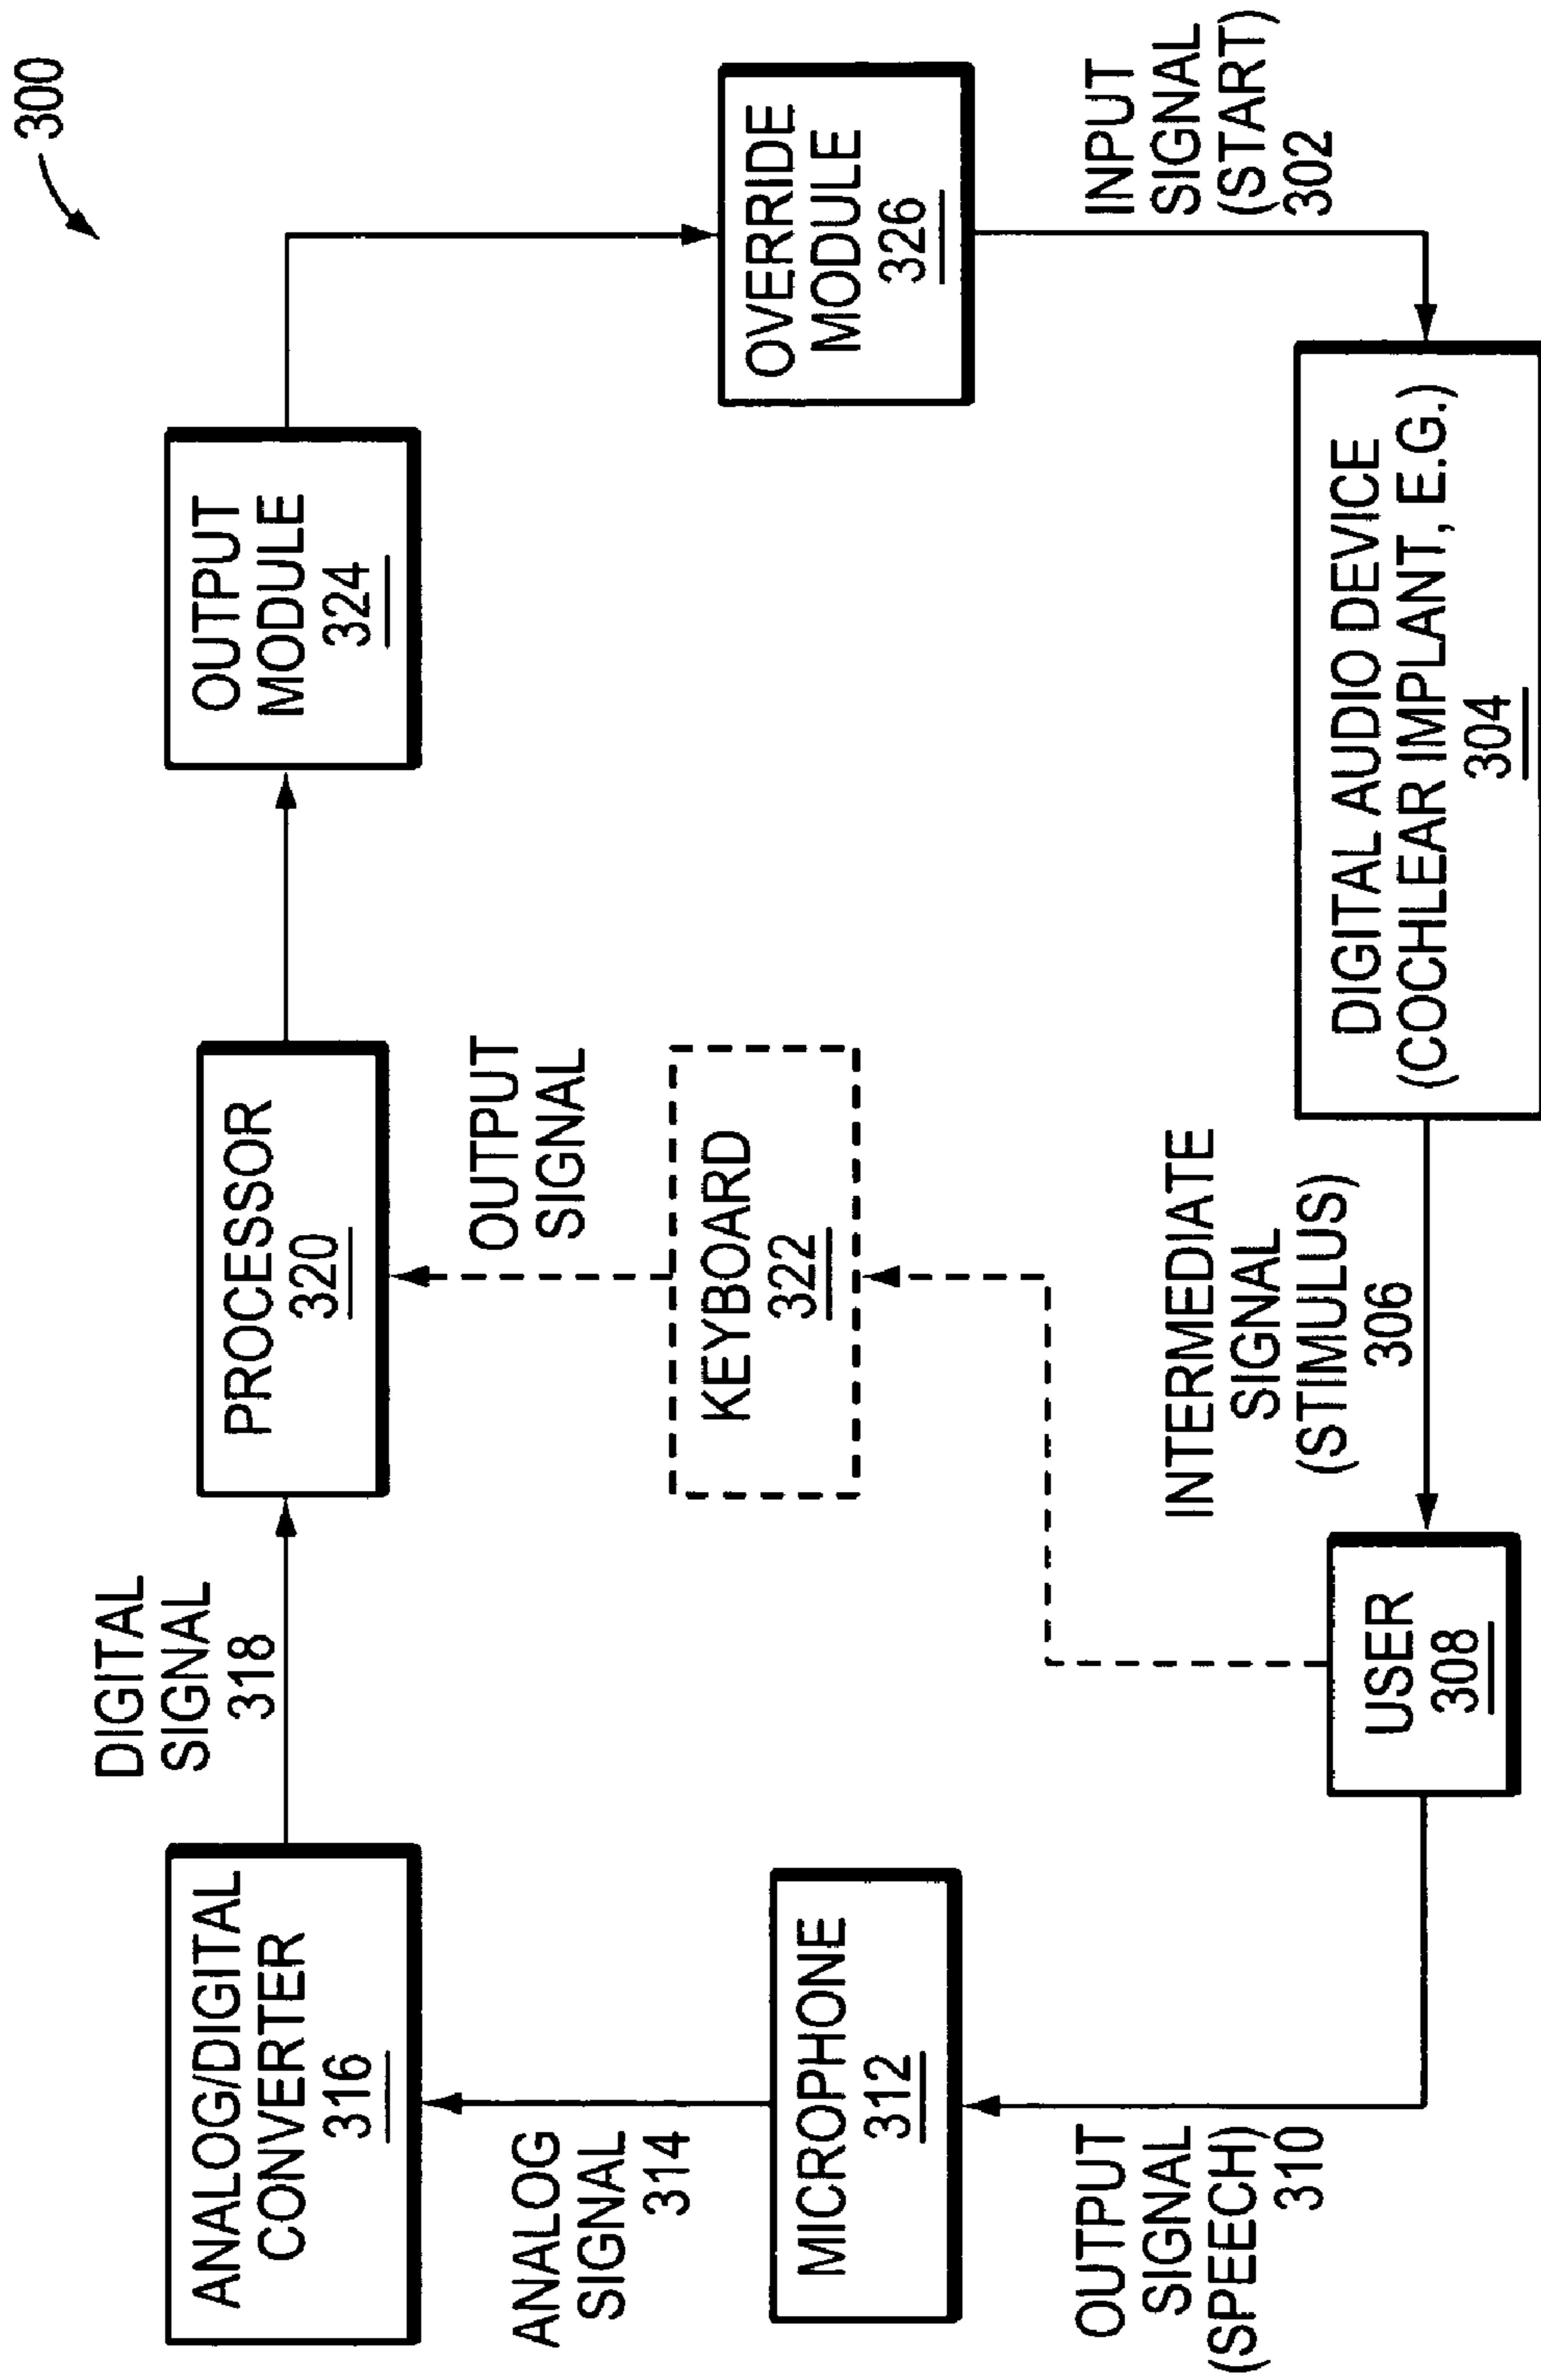 300
ANALOG/DIGITAL
CONVERTER
316
DIGITAL
SIGNAL
318
PROCESSOR
320
OUTPUT
MODULE
324
ANALOG
SIGNAL
314
OUTPUT
SIGNAL
MICROPHONE
312
KEYBOARD
322
OVERRIDE
MODULE
326
OUTPUT
SIGNAL
(SPEECH)
310
INTERMEDIATE
SIGNAL
(STIMULUS)
306
INPUT
SIGNAL
(START)
302
USER
308
DIGITAL AUDIO DEVICE
(COCHLEAR IMPLANT, E.G.)
304